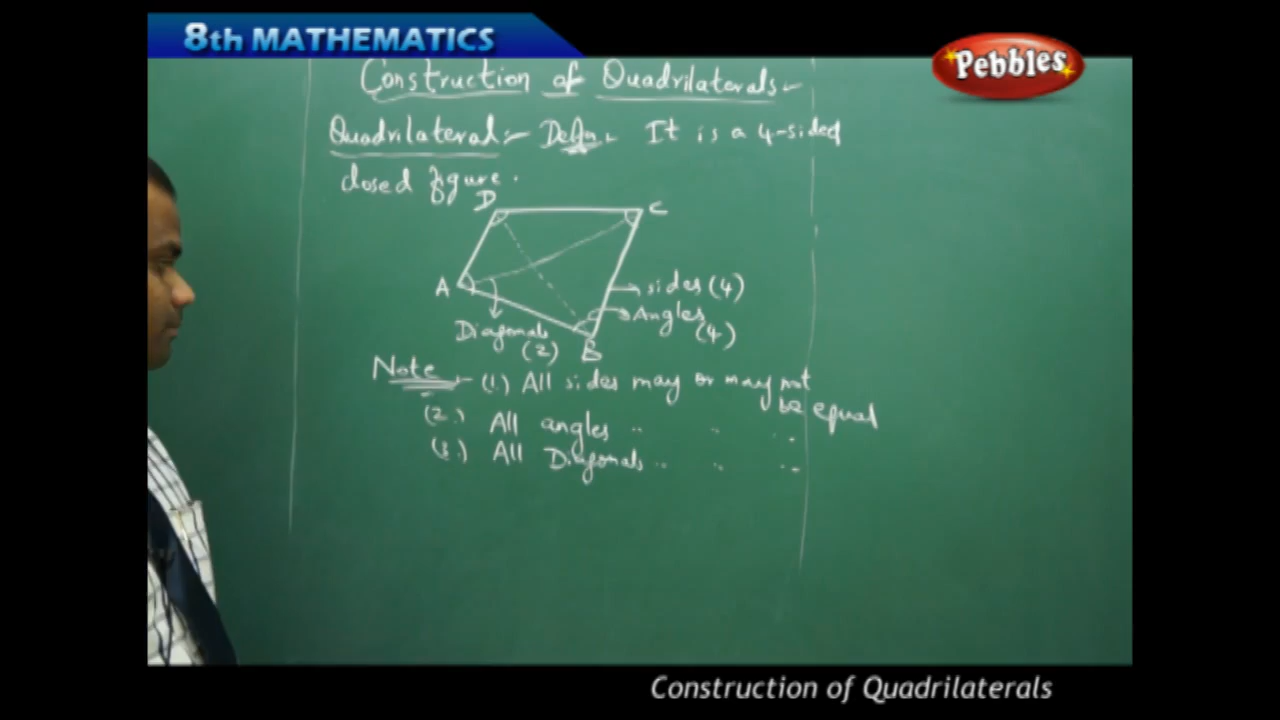 8th MATHEMATICS
Pebbles
Construction of Quadrilaterals:-
Quadrilateral:- Defn. It is a 4-sided
closed figure.
D
C
A
→ sides (4)
→ Angles
(4)
Diagonals
(2)
B
Note:- (1.) All sides may or may not
be equal
(2.) All angles " " "
(3.) All Diagonals " " "
Construction of Quadrilaterals